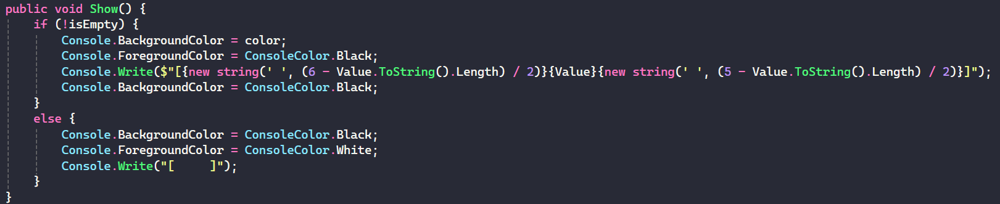 public void Show() {
    if (!isEmpty) {
        Console.BackgroundColor = color;
        Console.ForegroundColor = ConsoleColor.Black;
        Console.Write($"[{new string(' ', (6 - Value.ToString().Length) / 2)}{Value}{new string(' ', (5 - Value.ToString().Length) / 2)}]");
        Console.BackgroundColor = ConsoleColor.Black;
    }
    else {
        Console.BackgroundColor = ConsoleColor.Black;
        Console.ForegroundColor = ConsoleColor.White;
        Console.Write("[     ]");
    }
}